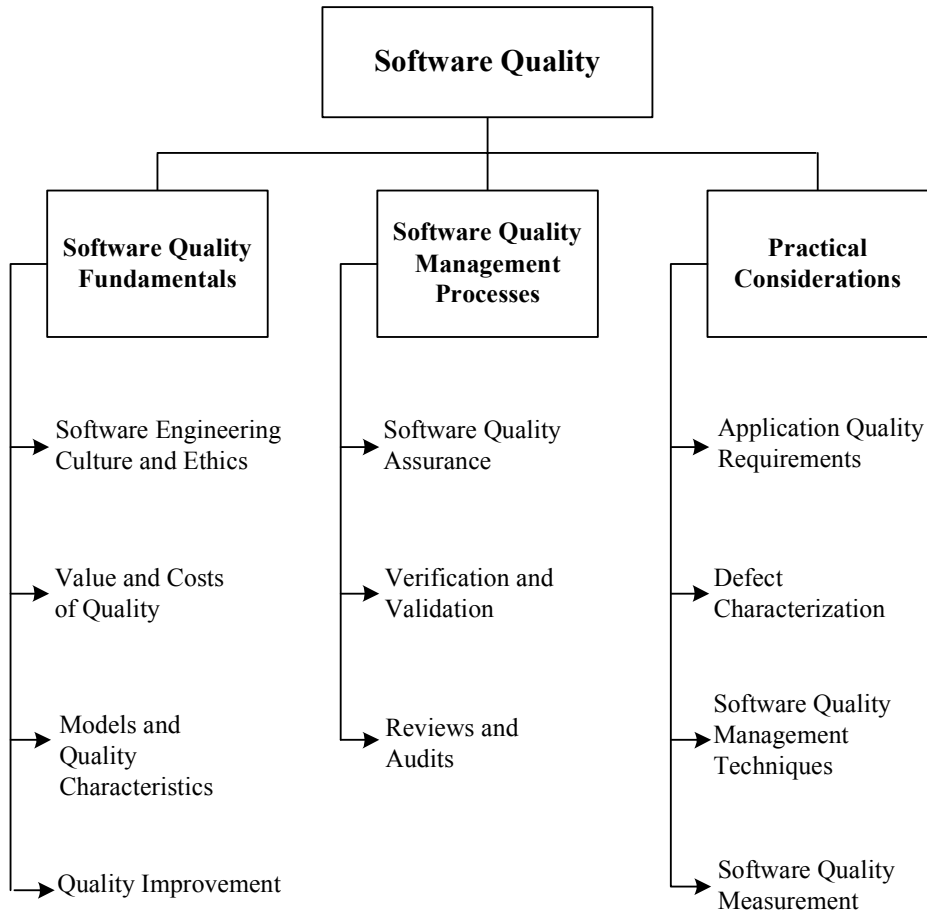 Software Quality
Software Quality
Fundamentals
Software Engineering
Culture and Ethics
Value and Costs
of Quality
Models and
Quality
Characteristics
Quality Improvement
Software Quality
Management
Processes
Software Quality
Assurance
Verification and
Validation
Reviews and
Audits
Practical
Considerations
Application Quality
Requirements
Defect
Characterization
Software Quality
Management
Techniques
Software Quality
Measurement